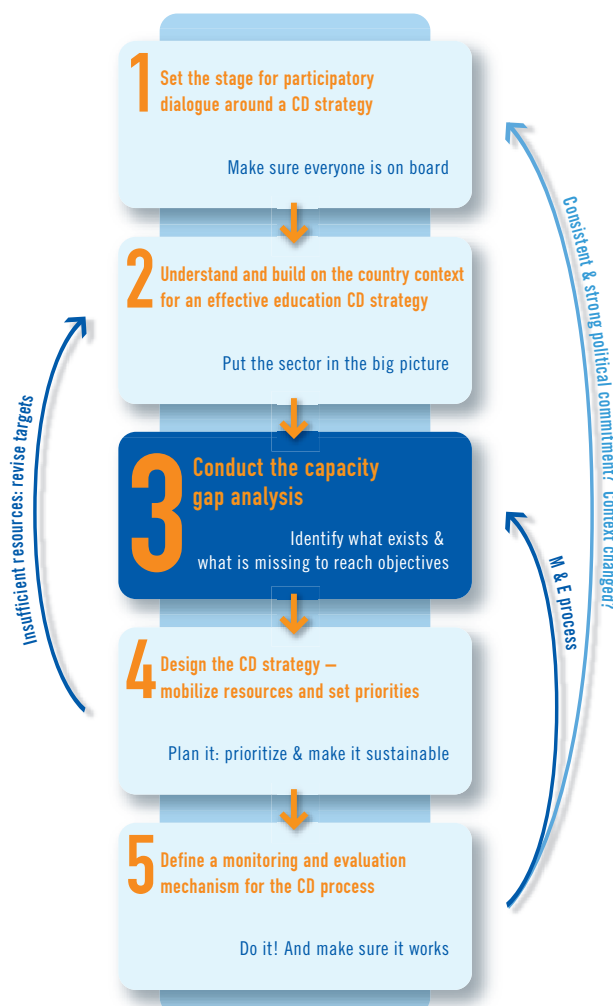 1
Set the stage for participatory
dialogue around a CD strategy
Make sure everyone is on board
2
Understand and build on the country context
for an effective education CD strategy
Put the sector in the big picture
3
Conduct the capacity
gap analysis
Identify what exists &
what is missing to reach objectives
4
Design the CD strategy –
mobilize resources and set priorities
Plan it: prioritize & make it sustainable
5
Define a monitoring and evaluation
mechanism for the CD process
Do it! And make sure it works
Insufficient resources: revise targets
M & E process
Consistent & strong political commitment? Context changed?